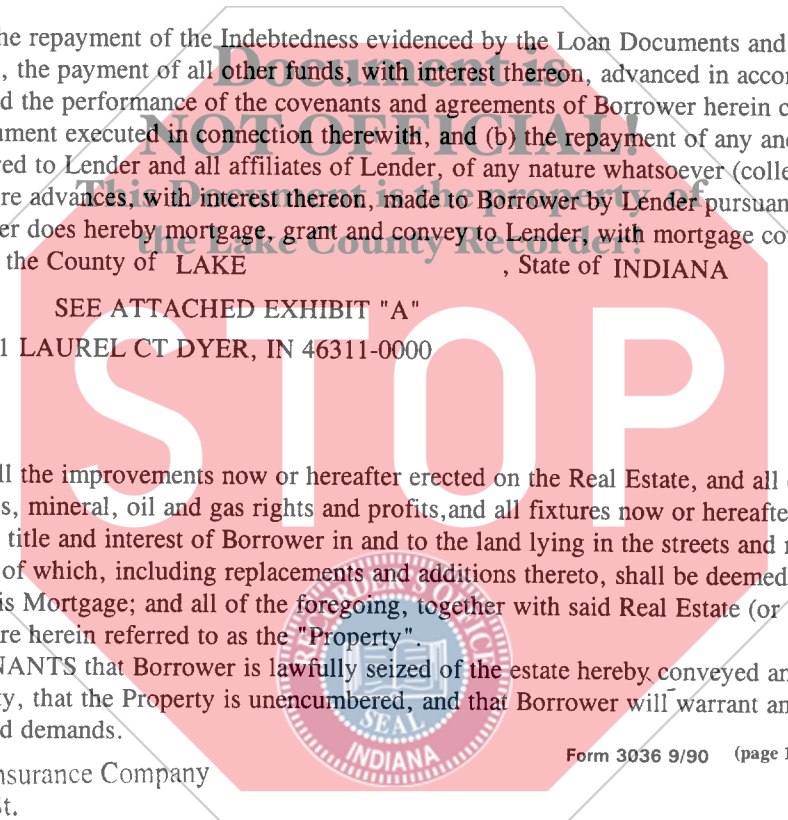 he repayment of the Indebtedness evidenced by the Loan Documents and
, the payment of all other funds, with interest thereon, advanced in accor
d the performance of the covenants and agreements of Borrower herein c
ument executed in connection therewith, and (b) the repayment of any and
red to Lender and all affiliates of Lender, of any nature whatsoever (colle
re advances, with interest thereon, made to Borrower by Lender pursuan
er does hereby mortgage, grant and convey to Lender, with mortgage co
the County of LAKE , State of INDIANA
SEE ATTACHED EXHIBIT "A"
1 LAUREL CT DYER, IN 46311-0000
ll the improvements now or hereafter erected on the Real Estate, and all
s, mineral, oil and gas rights and profits,and all fixtures now or hereafte
title and interest of Borrower in and to the land lying in the streets and r
of which, including replacements and additions thereto, shall be deemed
is Mortgage; and all of the foregoing, together with said Real Estate (or
re herein referred to as the "Property".
NANTS that Borrower is lawfully seized of the estate hereby conveyed an
ty, that the Property is unencumbered, and that Borrower will warrant an
d demands.
Form 3036 9/90 (page 1
nsurance Company
St.
Document is
NOT OFFICIAL!
This Document is the property of
the Lake County Recorder!
STOP
RECORDER'S OFFICE
SEAL
INDIANA